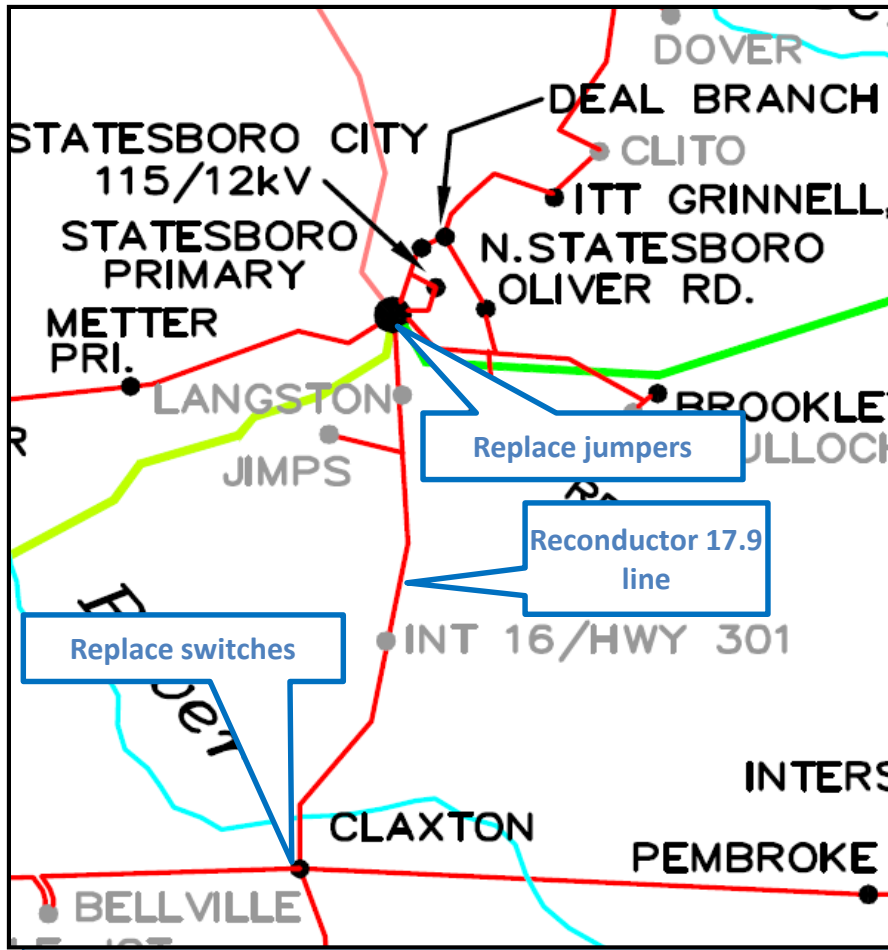 DOVER
DEAL BRANCH
STATESBORO CITY
115/12kV
CLITO
ITT GRINNELL,
STATESBORO
PRIMARY
N.STATESBORO
OLIVER RD.
METTER
PRI.
LANGSTON
BROOKLET
JIMPS
Replace jumpers
ULLOCH
Reconductor 17.9
line
INT 16/HWY 301
Replace switches
INTERS
CLAXTON
PEMBROKE
BELLVILLE